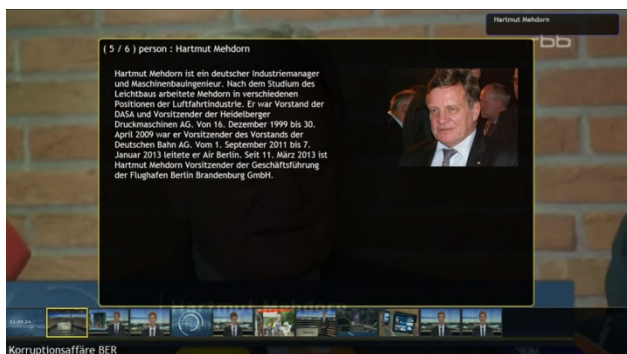 Hartmut Mehdorn
rbb
( 5 / 6 ) person : Hartmut Mehdorn
Hartmut Mehdorn ist ein deutscher Industriemanager
und Maschinenbauingenieur. Nach dem Studium des
Leichtbaus arbeitete Mehdorn in verschiedenen
Positionen der Luftfahrtindustrie. Er war Vorstand der
DASA und Vorsitzender der Heidelberger
Druckmaschinen AG. Von 16. Dezember 1999 bis 30.
April 2009 war er Vorsitzender des Vorstands der
Deutschen Bahn AG. Vom 1. September 2011 bis 7.
Januar 2013 leitete er Air Berlin. Seit 11. März 2013 ist
Hartmut Mehdorn Vorsitzender der Geschäftsführung
der Flughafen Berlin Brandenburg GmbH.
Hartmut Mehdorn
Korruptionsaffäre BER